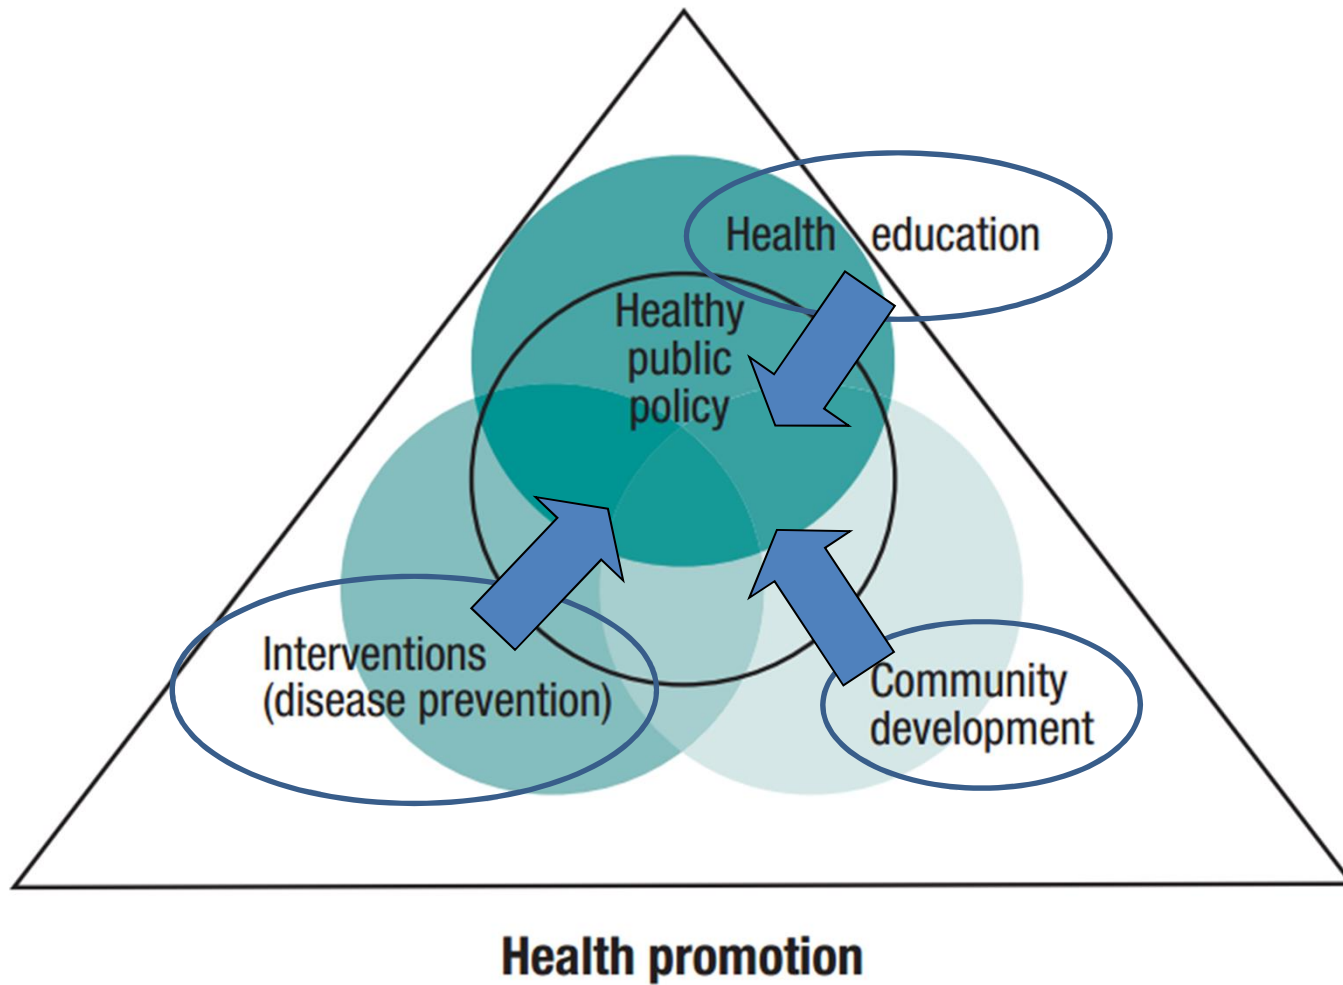 Health education
Healthy
public
policy
Interventions
(disease prevention)
Community
development
Health promotion